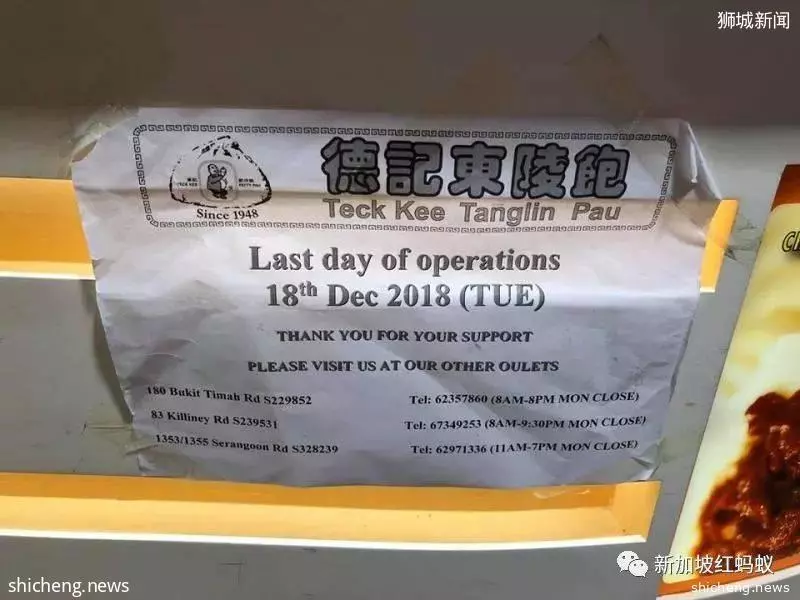 狮城新闻
德記東陵飽
Teck Kee Tanglin Pau
Since 1948
Last day of operations
18th Dec 2018 (TUE)
THANK YOU FOR YOUR SUPPORT
PLEASE VISIT US AT OUR OTHER OULETS
180 Bukit Timah Rd S229852 Tel: 62357860 (8AM-8PM MON CLOSE)
83 Killiney Rd S239531 Tel: 67349253 (8AM-9:30PM MON CLOSE)
1353/1355 Serangoon Rd S328239 Tel: 62971336 (11AM-7PM MON CLOSE)
新加坡红蚂蚁
shicheng.news
shicheng.news